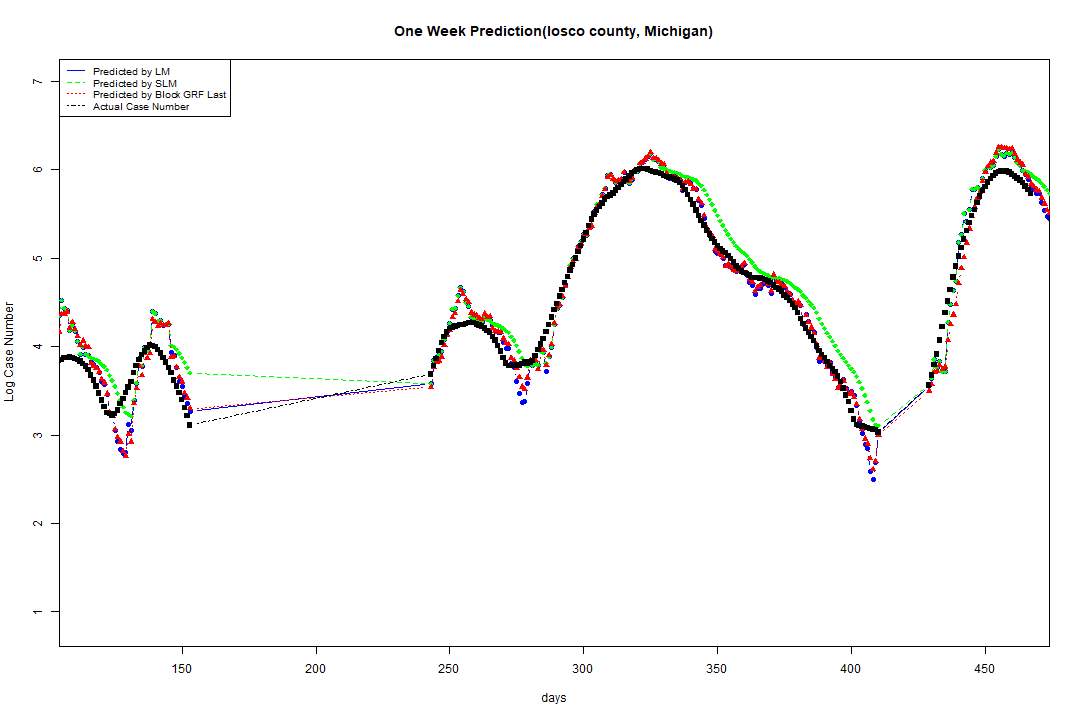 One Week Prediction(Iosco county, Michigan)
Predicted by LM
Predicted by SLM
Predicted by Block GRF Last
Actual Case Number
Log Case Number
7
6
5
4
3
2
1
150 200 250 300 350 400 450
days